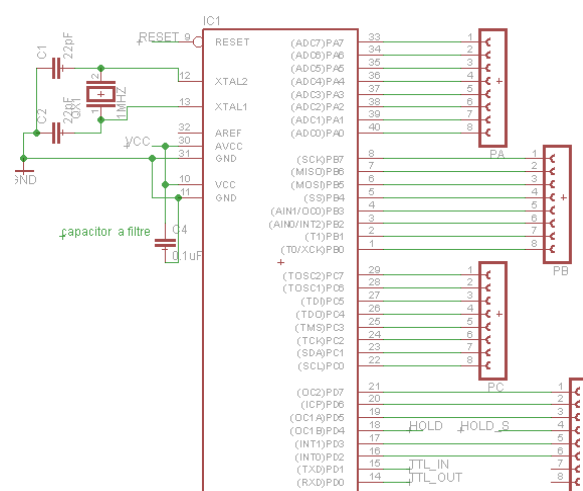 IC1
RESET 9 RESET (ADC7)PA7 33 1
(ADC6)PA6 34 2
(ADC5)PA5 35 3
12 XTAL2 (ADC4)PA4 36 4
(ADC3)PA3 37 5
13 XTAL1 (ADC2)PA2 38 6
(ADC1)PA1 39 7
32 AREF (ADC0)PA0 40 8
PA
C1
22pF
2
1
QX1
1MHZ
C2
22pF
VCC 30 AVCC
31 GND
GND
10 VCC
11 GND
capacitor a filtre
C4
0.1uF
(SCK)PB7 8 1
(MISO)PB6 7 2
(MOSI)PB5 6 3
(SS)PB4 5 4
(AIN1/OC0)PB3 4 5
(AIN0/INT2)PB2 3 6
(T1)PB1 2 7
(T0/XCK)PB0 1 8
PB
(TOSC2)PC7 29 1
(TOSC1)PC6 28 2
(TDI)PC5 27 3
(TDO)PC4 26 4
(TMS)PC3 25 5
(TCK)PC2 24 6
(SDA)PC1 23 7
(SCL)PC0 22 8
PC
(OC2)PD7 21 1
(ICP)PD6 20 2
(OC1A)PD5 19 3
(OC1B)PD4 18 HOLD HOLD_S 4
(INT1)PD3 17 5
(INT0)PD2 16 6
(TXD)PD1 15 TTL_IN 7
(RXD)PD0 14 TTL_OUT 8